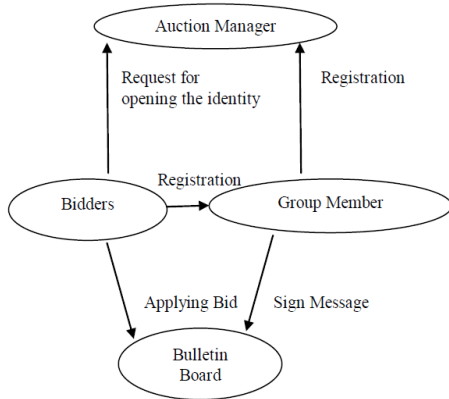 Auction Manager
Request for
opening the identity
Registration
Registration
Bidders
Group Member
Applying Bid
Sign Message
Bulletin
Board